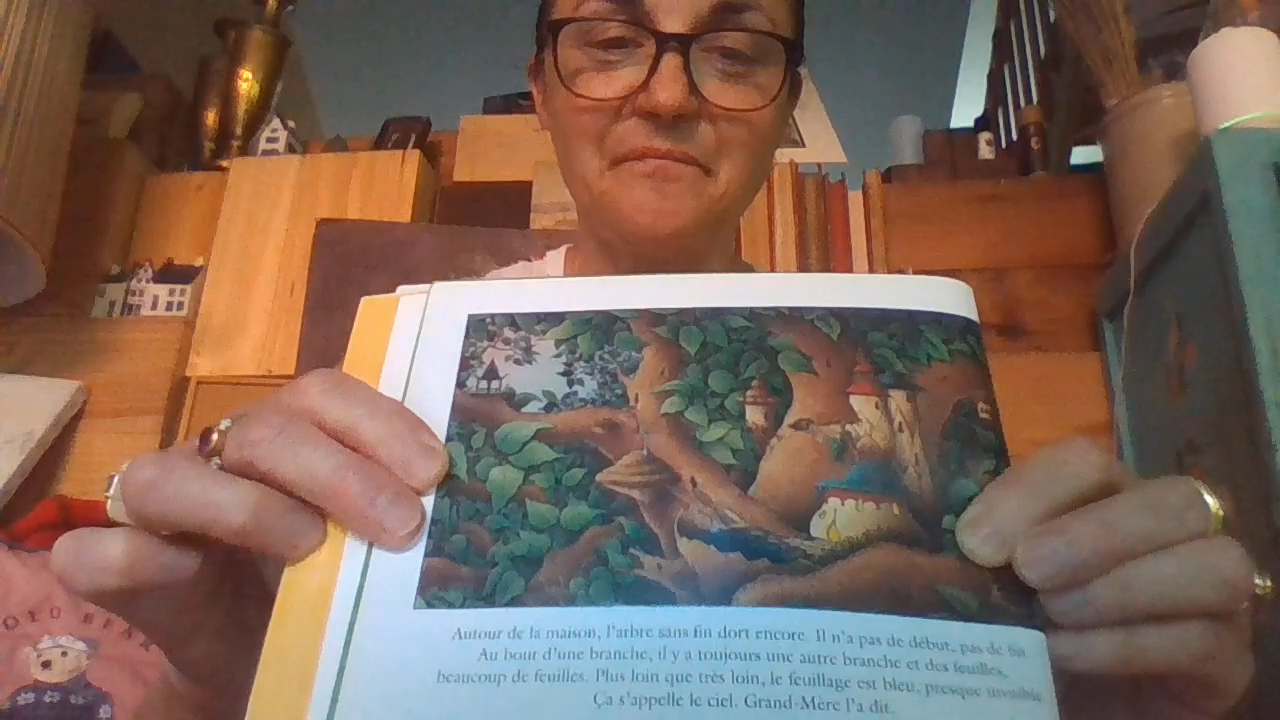 Autour de la maison, l'arbre sans fin dort encore. Il n'a pas de début, pas de fin
Au bout d'une branche, il y a toujours une autre branche et des feuilles,
beaucoup de feuilles. Plus loin que très loin, le feuillage est bleu, presque invisible
Ça s'appelle le ciel. Grand-Mère l'a dit.
POLO BEAR